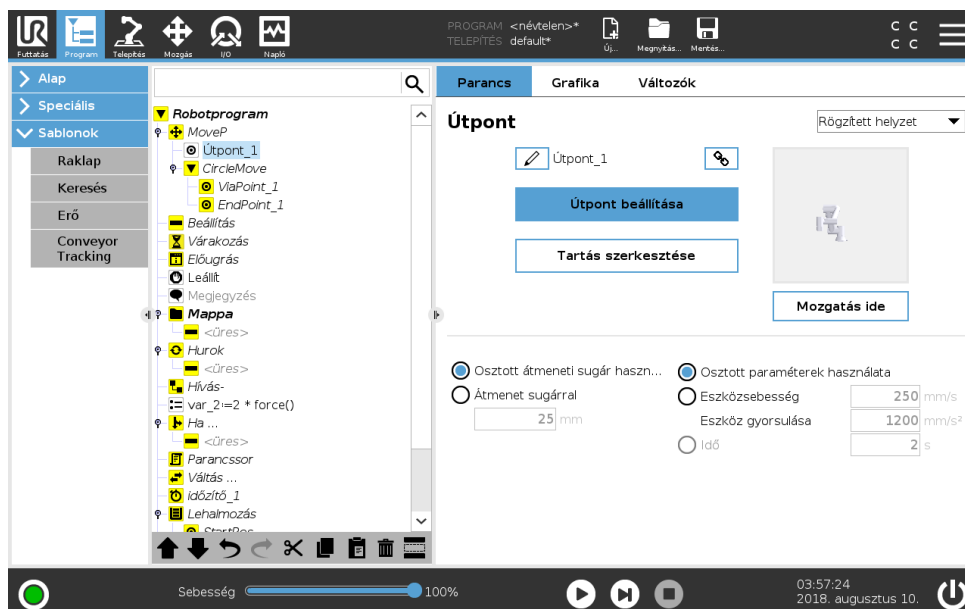 PROGRAM <névtelen>*
TELEPÍTÉS default*
Futtatás Program Telepítés Mozgás I/O Napló Új... Megnyitás... Mentés...
C C
C C
Alap
Speciális
Sablonok
Raklap
Keresés
Erő
Conveyor
Tracking
Robotprogram
MoveP
Útpont_1
CircleMove
ViaPoint_1
EndPoint_1
Beállítás
Várakozás
Előugrás
Leállít
Megjegyzés
Mappa
<üres>
Hurok
<üres>
Hívás-
var_2:=2 * force()
Ha ...
<üres>
Parancssor
Váltás ...
időzítő_1
Lehalmozás
StartPos
Parancs Grafika Változók
Útpont
Rögzített helyzet
Útpont_1
Útpont beállítása
Tartás szerkesztése
Mozgatás ide
Osztott átmeneti sugár haszn...
Átmenet sugárral
25 mm
Osztott paraméterek használata
Eszközsebesség 250 mm/s
Eszköz gyorsulása 1200 mm/s²
Idő 2 s
Sebesség 100%
03:57:24
2018. augusztus 10.